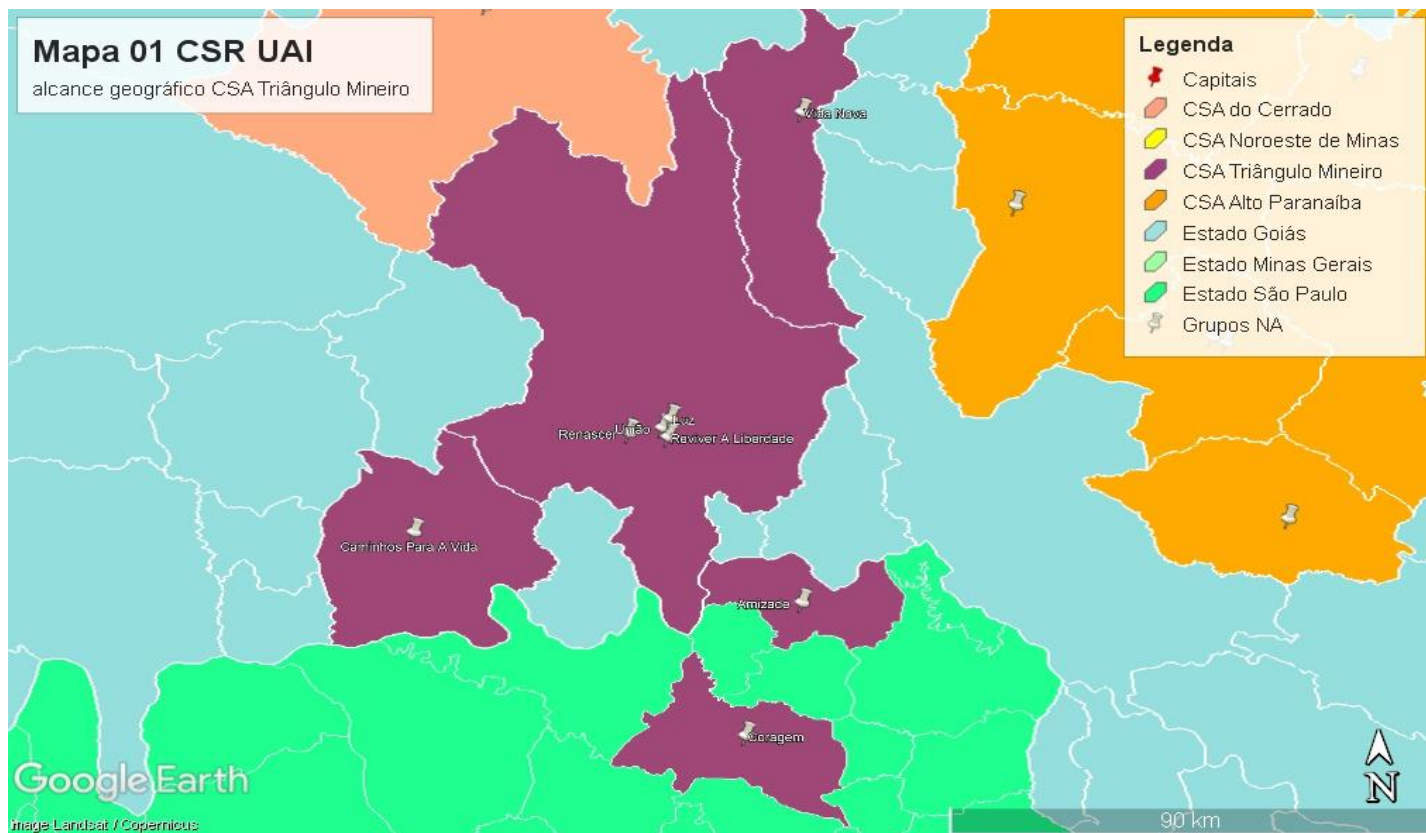 Mapa 01 CSR UAI
alcance geográfico CSA Triângulo Mineiro
Legenda
Capitais
CSA do Cerrado
CSA Noroeste de Minas
CSA Triângulo Mineiro
CSA Alto Paranaíba
Estado Goiás
Estado Minas Gerais
Estado São Paulo
Grupos NA
Vida Nova
Luz
Renascer
União
Reviver A Liberdade
Caminhos Para A Vida
Amizade
Coragem
Google Earth
Image Landsat / Copernicus
90 km
N